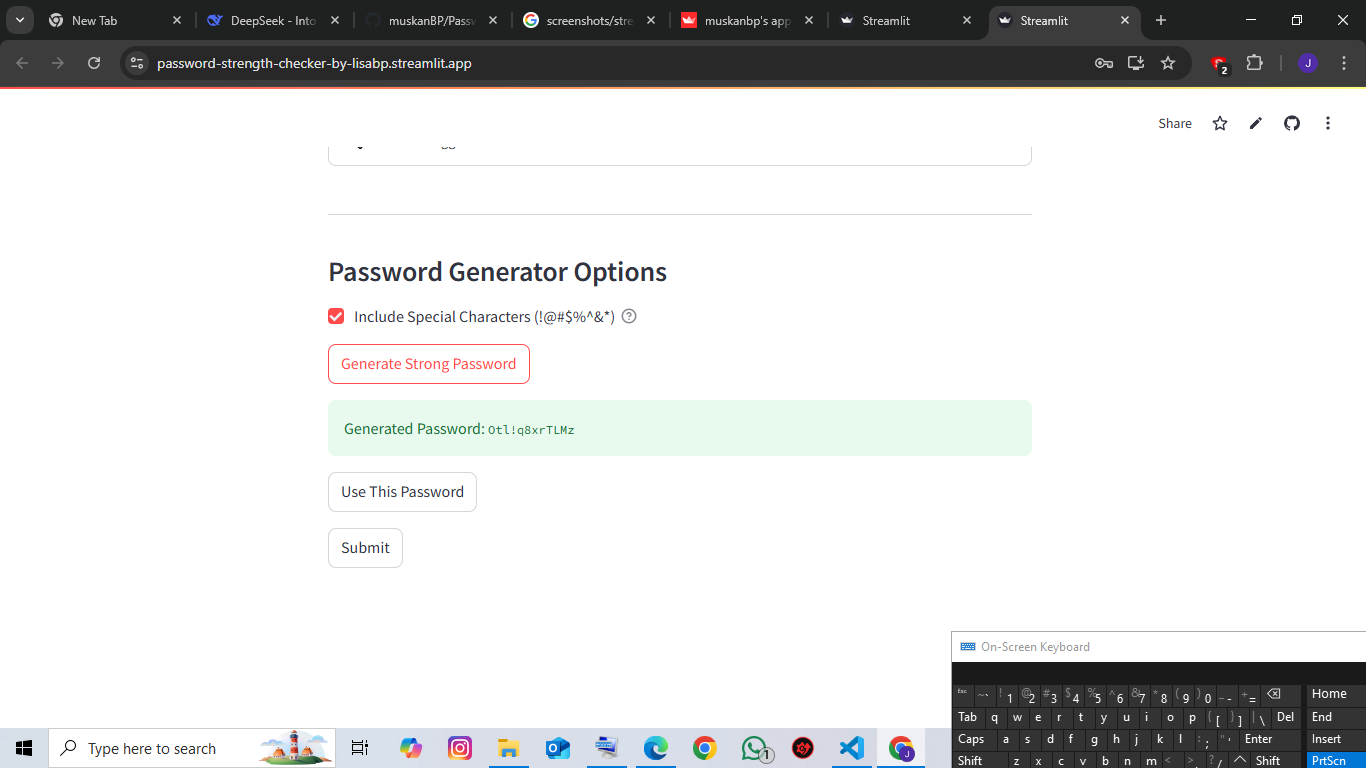 New Tab
DeepSeek - Into
muskanBP/Passw
screenshots/stre
muskanbp's app
Streamlit
Streamlit
password-strength-checker-by-lisabp.streamlit.app
2
J
Share
Password Generator Options
Include Special Characters (!@#$%^&*)
Generate Strong Password
Generated Password: Otl!q8xrTLMz
Use This Password
Submit
On-Screen Keyboard
Esc ~` ! 1 @ 2 # 3 $ 4 % 5 ^ 6 & 7 * 8 ( 9 ) 0 _ - + = Home
Tab q w e r t y u i o p { [ } ] | \ Del End
Caps a s d f g h j k l : ; " ' Enter Insert
Shift z x c v b n m < > . ? / Shift PrtScn
Type here to search
1
J